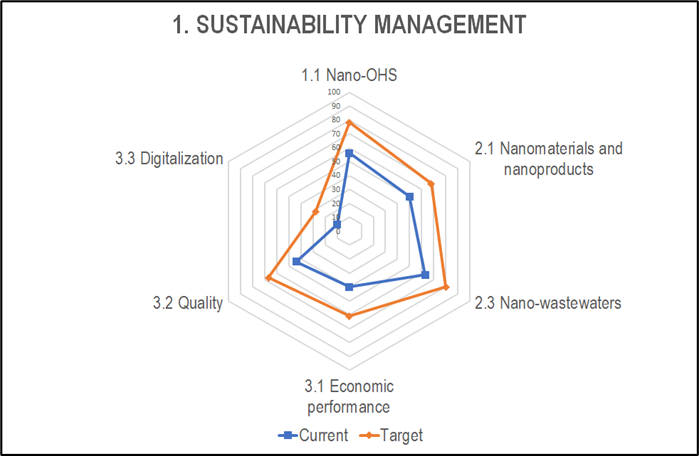 1. SUSTAINABILITY MANAGEMENT
1.1 Nano-OHS
100
90
80
70
60
50
40
30
20
10
0
2.1 Nanomaterials and
nanoproducts
2.3 Nano-wastewaters
3.1 Economic
performance
3.2 Quality
3.3 Digitalization
Current
Target